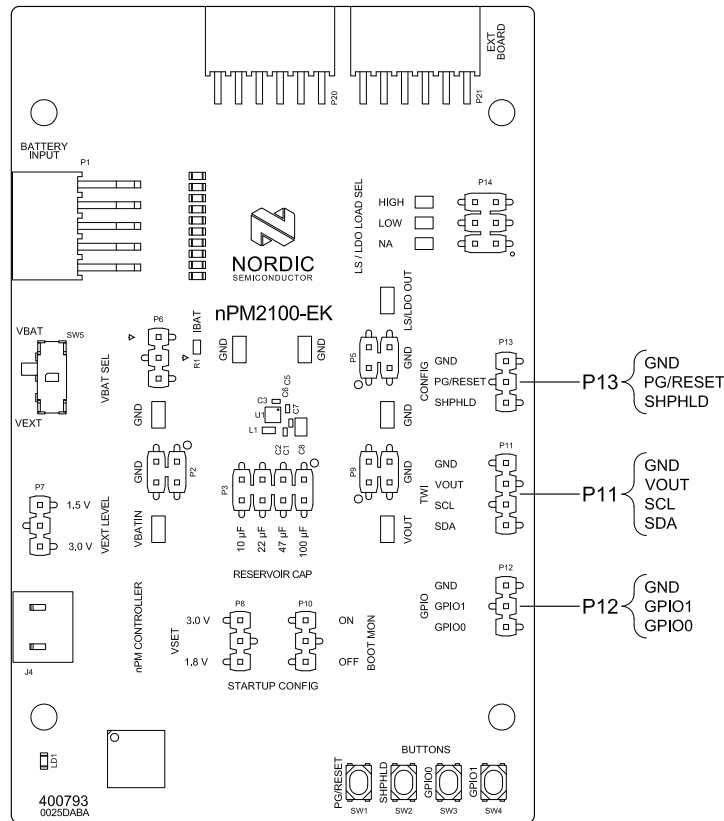 EXT
BOARD
P20
P21
BATTERY
INPUT
P1
LS / LDO LOAD SEL
HIGH
LOW
NA
P14
NORDIC
SEMICONDUCTOR
nPM2100-EK
LS/LDO OUT
VBAT
SW5
VEXT
VBAT SEL
P6
IBAT
R1
GND
GND
P5
GND
CONFIG
P13
GND
PG/RESET
SHPHLD
P13
GND
PG/RESET
SHPHLD
GND
C3
C6
C5
U1
C7
L1
C2
C1
C8
GND
GND
P2
P3
P9
GND
TWI
P11
GND
VOUT
SCL
SDA
P11
GND
VOUT
SCL
SDA
P7
1.5 V
3.0 V
VEXT LEVEL
VBATIN
10 µF
22 µF
47 µF
100 µF
RESERVOIR CAP
VOUT
GPIO
P12
GND
GPIO1
GPIO0
P12
GND
GPIO1
GPIO0
J4
nPM CONTROLLER
VSET
P8
3.0 V
1.8 V
P10
ON
OFF
BOOT MON
STARTUP CONFIG
LD1
400793
0025DABA
BUTTONS
PG/RESET
SHPHLD
GPIO0
GPIO1
SW1
SW2
SW3
SW4